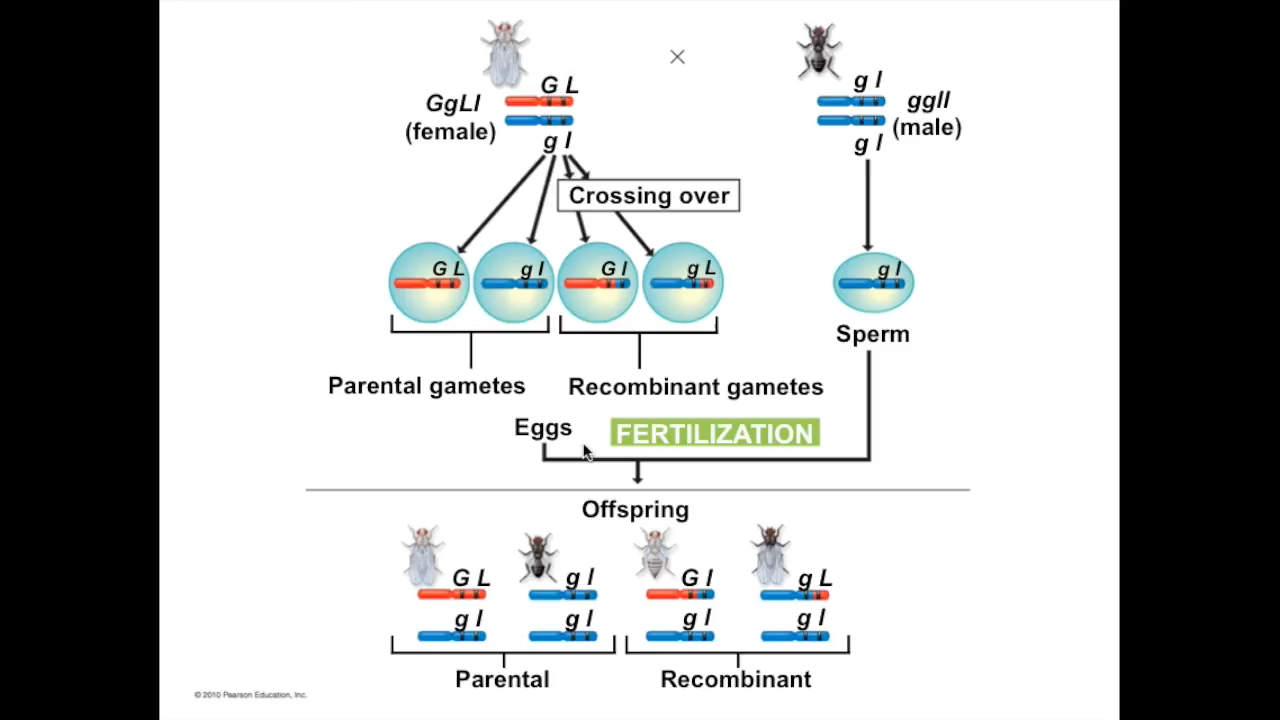 G L
GgLl
(female)
g l
g l
ggll
(male)
g l
Crossing over
G L
g l
G l
g L
g l
Sperm
Parental gametes
Recombinant gametes
Eggs
FERTILIZATION
Offspring
G L
g l
G l
g L
g l
g l
g l
g l
Parental
Recombinant
© 2010 Pearson Education, Inc.